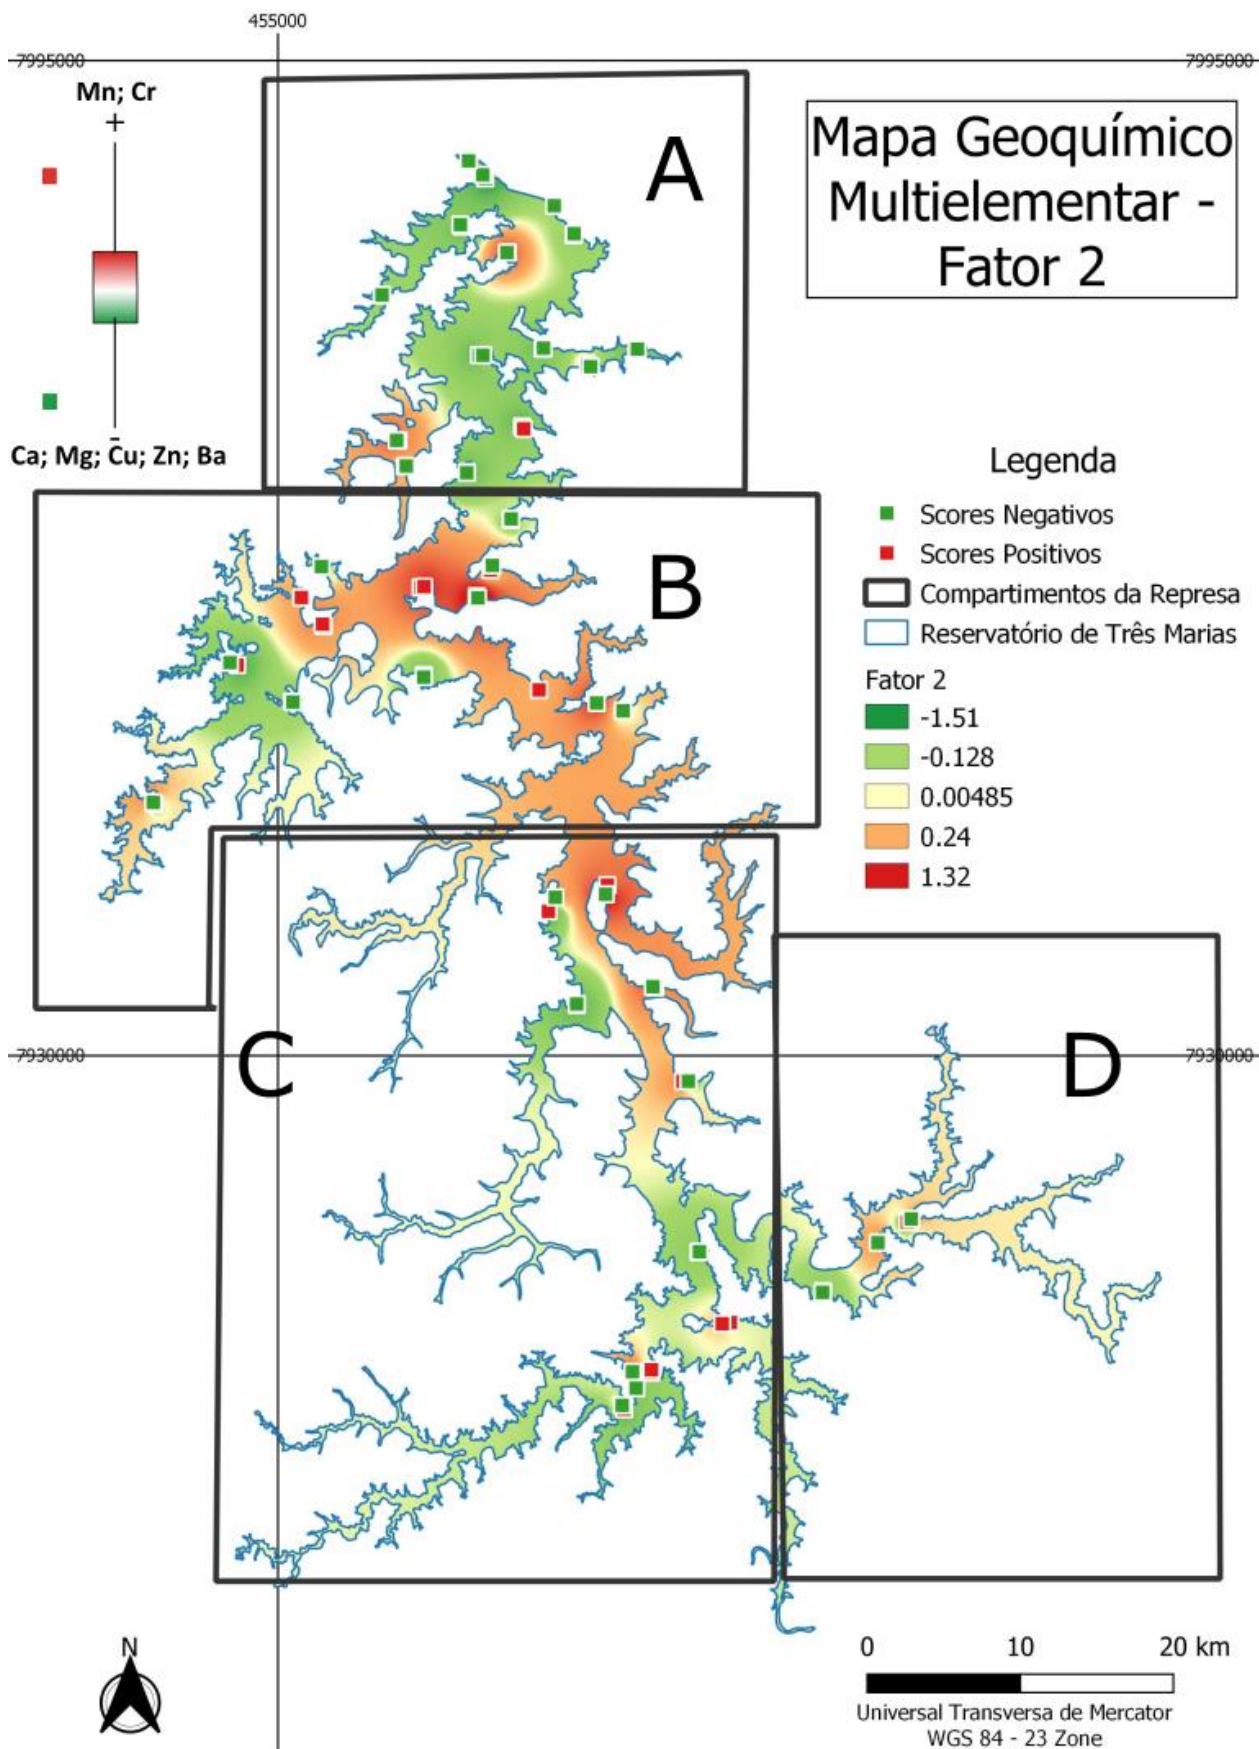 455000
7995000
7995000
Mn; Cr
+
-
Ca; Mg; Cu; Zn; Ba
Mapa Geoquímico
Multielementar -
Fator 2
A
B
C
D
Legenda
Scores Negativos
Scores Positivos
Compartimentos da Represa
Reservatório de Três Marias
Fator 2
-1.51
-0.128
0.00485
0.24
1.32
7930000
7930000
N
0 10 20 km
Universal Transversa de Mercator
WGS 84 - 23 Zone